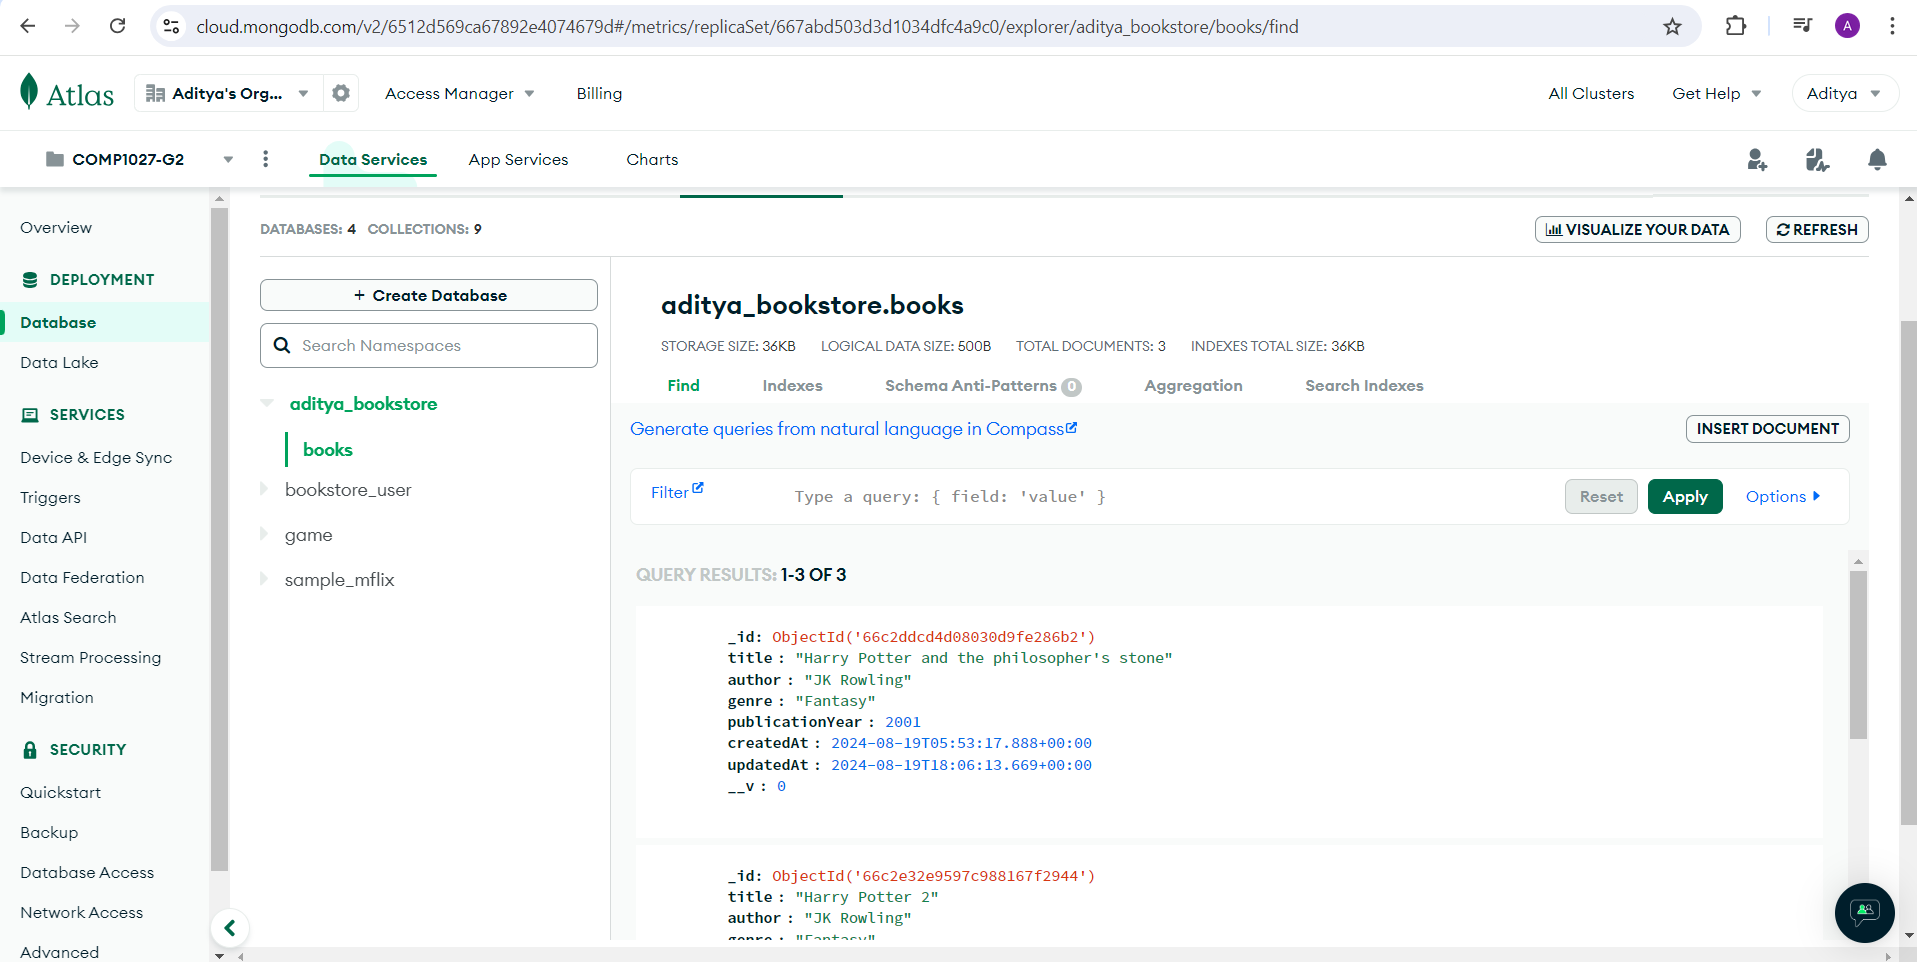 cloud.mongodb.com/v2/6512d569ca67892e4074679d#/metrics/replicaSet/667abd503d3d1034dfc4a9c0/explorer/aditya_bookstore/books/find
A
Atlas
Aditya's Org...
Access Manager
Billing
All Clusters
Get Help
Aditya
COMP1027-G2
Data Services
App Services
Charts
Overview
DEPLOYMENT
Database
Data Lake
SERVICES
Device & Edge Sync
Triggers
Data API
Data Federation
Atlas Search
Stream Processing
Migration
SECURITY
Quickstart
Backup
Database Access
Network Access
Advanced
DATABASES: 4 COLLECTIONS: 9
VISUALIZE YOUR DATA
REFRESH
+ Create Database
Search Namespaces
aditya_bookstore
books
bookstore_user
game
sample_mflix
aditya_bookstore.books
STORAGE SIZE: 36KB LOGICAL DATA SIZE: 500B TOTAL DOCUMENTS: 3 INDEXES TOTAL SIZE: 36KB
Find Indexes Schema Anti-Patterns 0 Aggregation Search Indexes
Generate queries from natural language in Compass
INSERT DOCUMENT
Filter
Type a query: { field: 'value' }
Reset
Apply
Options
QUERY RESULTS: 1-3 OF 3
_id: ObjectId('66c2ddcd4d08030d9fe286b2')
title : "Harry Potter and the philosopher's stone"
author : "JK Rowling"
genre : "Fantasy"
publicationYear : 2001
createdAt : 2024-08-19T05:53:17.888+00:00
updatedAt : 2024-08-19T18:06:13.669+00:00
__v : 0
_id: ObjectId('66c2e32e9597c988167f2944')
title : "Harry Potter 2"
author : "JK Rowling"
genre : "Fantasy"